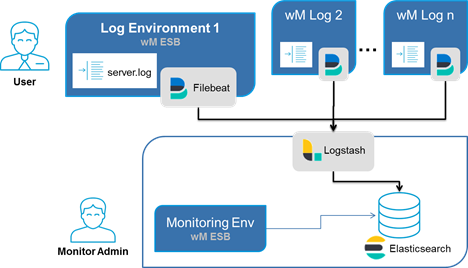 Log Environment 1
wM ESB
server.log
Filebeat
wM Log 2
wM Log n
User
Logstash
Monitoring Env
wM ESB
Elasticsearch
Monitor Admin